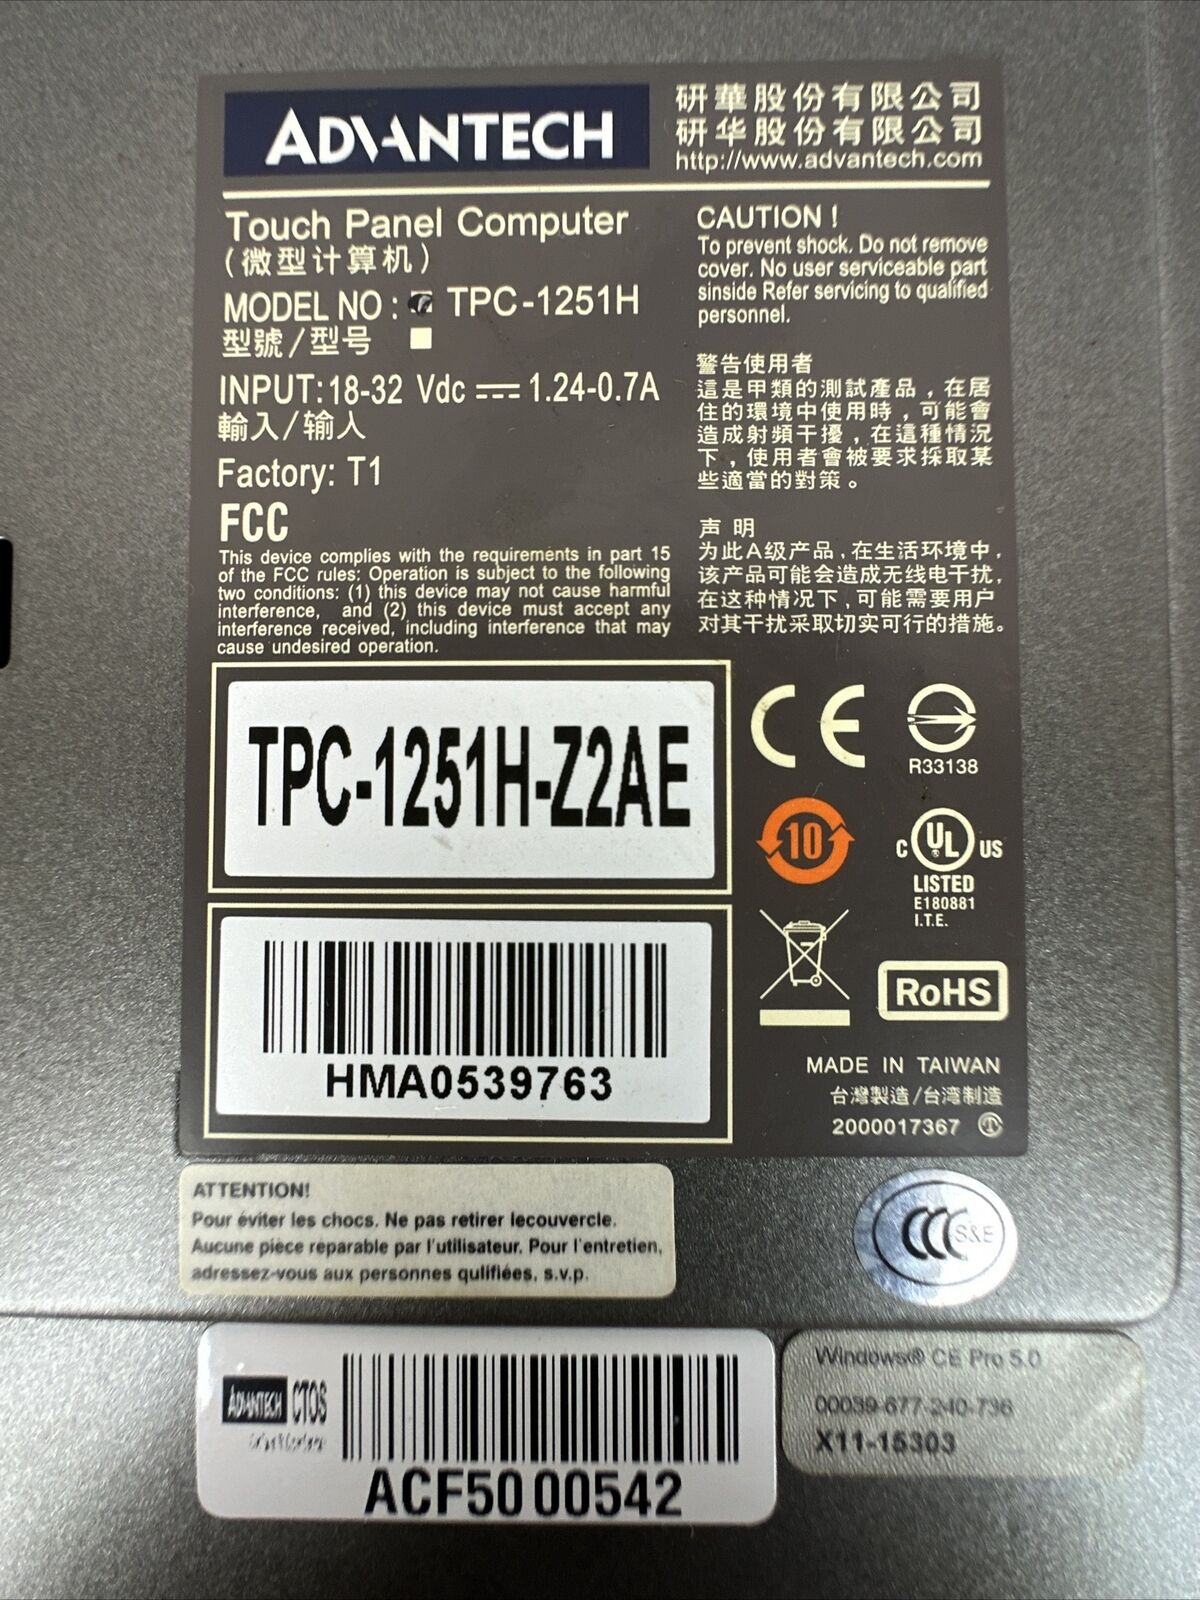 ADVANTECH
研華股份有限公司
研华股份有限公司
http://www.advantech.com
Touch Panel Computer
(微型计算机)
MODEL NO : TPC-1251H
型號/型号
INPUT:18-32 Vdc ⎓ 1.24-0.7A
輸入/输入
Factory: T1
FCC
This device complies with the requirements in part 15
of the FCC rules: Operation is subject to the following
two conditions: (1) this device may not cause harmful
interference, and (2) this device must accept any
interference received, including interference that may
cause undesired operation.
CAUTION !
To prevent shock. Do not remove
cover. No user serviceable part
sinside Refer servicing to qualified
personnel.
警告使用者
這是甲類的測試產品，在居
住的環境中使用時，可能會
造成射頻干擾，在這種情況
下，使用者會被要求採取某
些適當的對策。
声 明
为此A级产品,在生活环境中,
该产品可能会造成无线电干扰,
在这种情况下,可能需要用户
对其干扰采取切实可行的措施。
TPC-1251H-Z2AE
HMA0539763
CE
R33138
10
C UL US
LISTED
E180881
I.T.E.
RoHS
MADE IN TAIWAN
台灣製造/台湾制造
2000017367
ATTENTION!
Pour éviter les chocs. Ne pas retirer lecouvercle.
Aucune pièce reparable par l'utilisateur. Pour l'entretien,
adressez-vous aux personnes qulifiées, s.v.p.
CCC S&E
ADVANTECH CTOS
ACF50 00542
Windows® CE Pro 5.0
00039-677-240-736
X11-15303